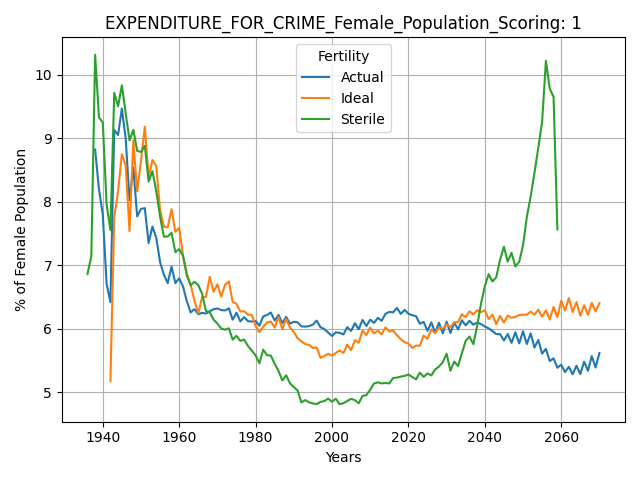 EXPENDITURE_FOR_CRIME_Female_Population_Scoring: 1
Fertility
Actual
Ideal
Sterile
% of Female Population
10
9
8
7
6
5
1940 1960 1980 2000 2020 2040 2060
Years